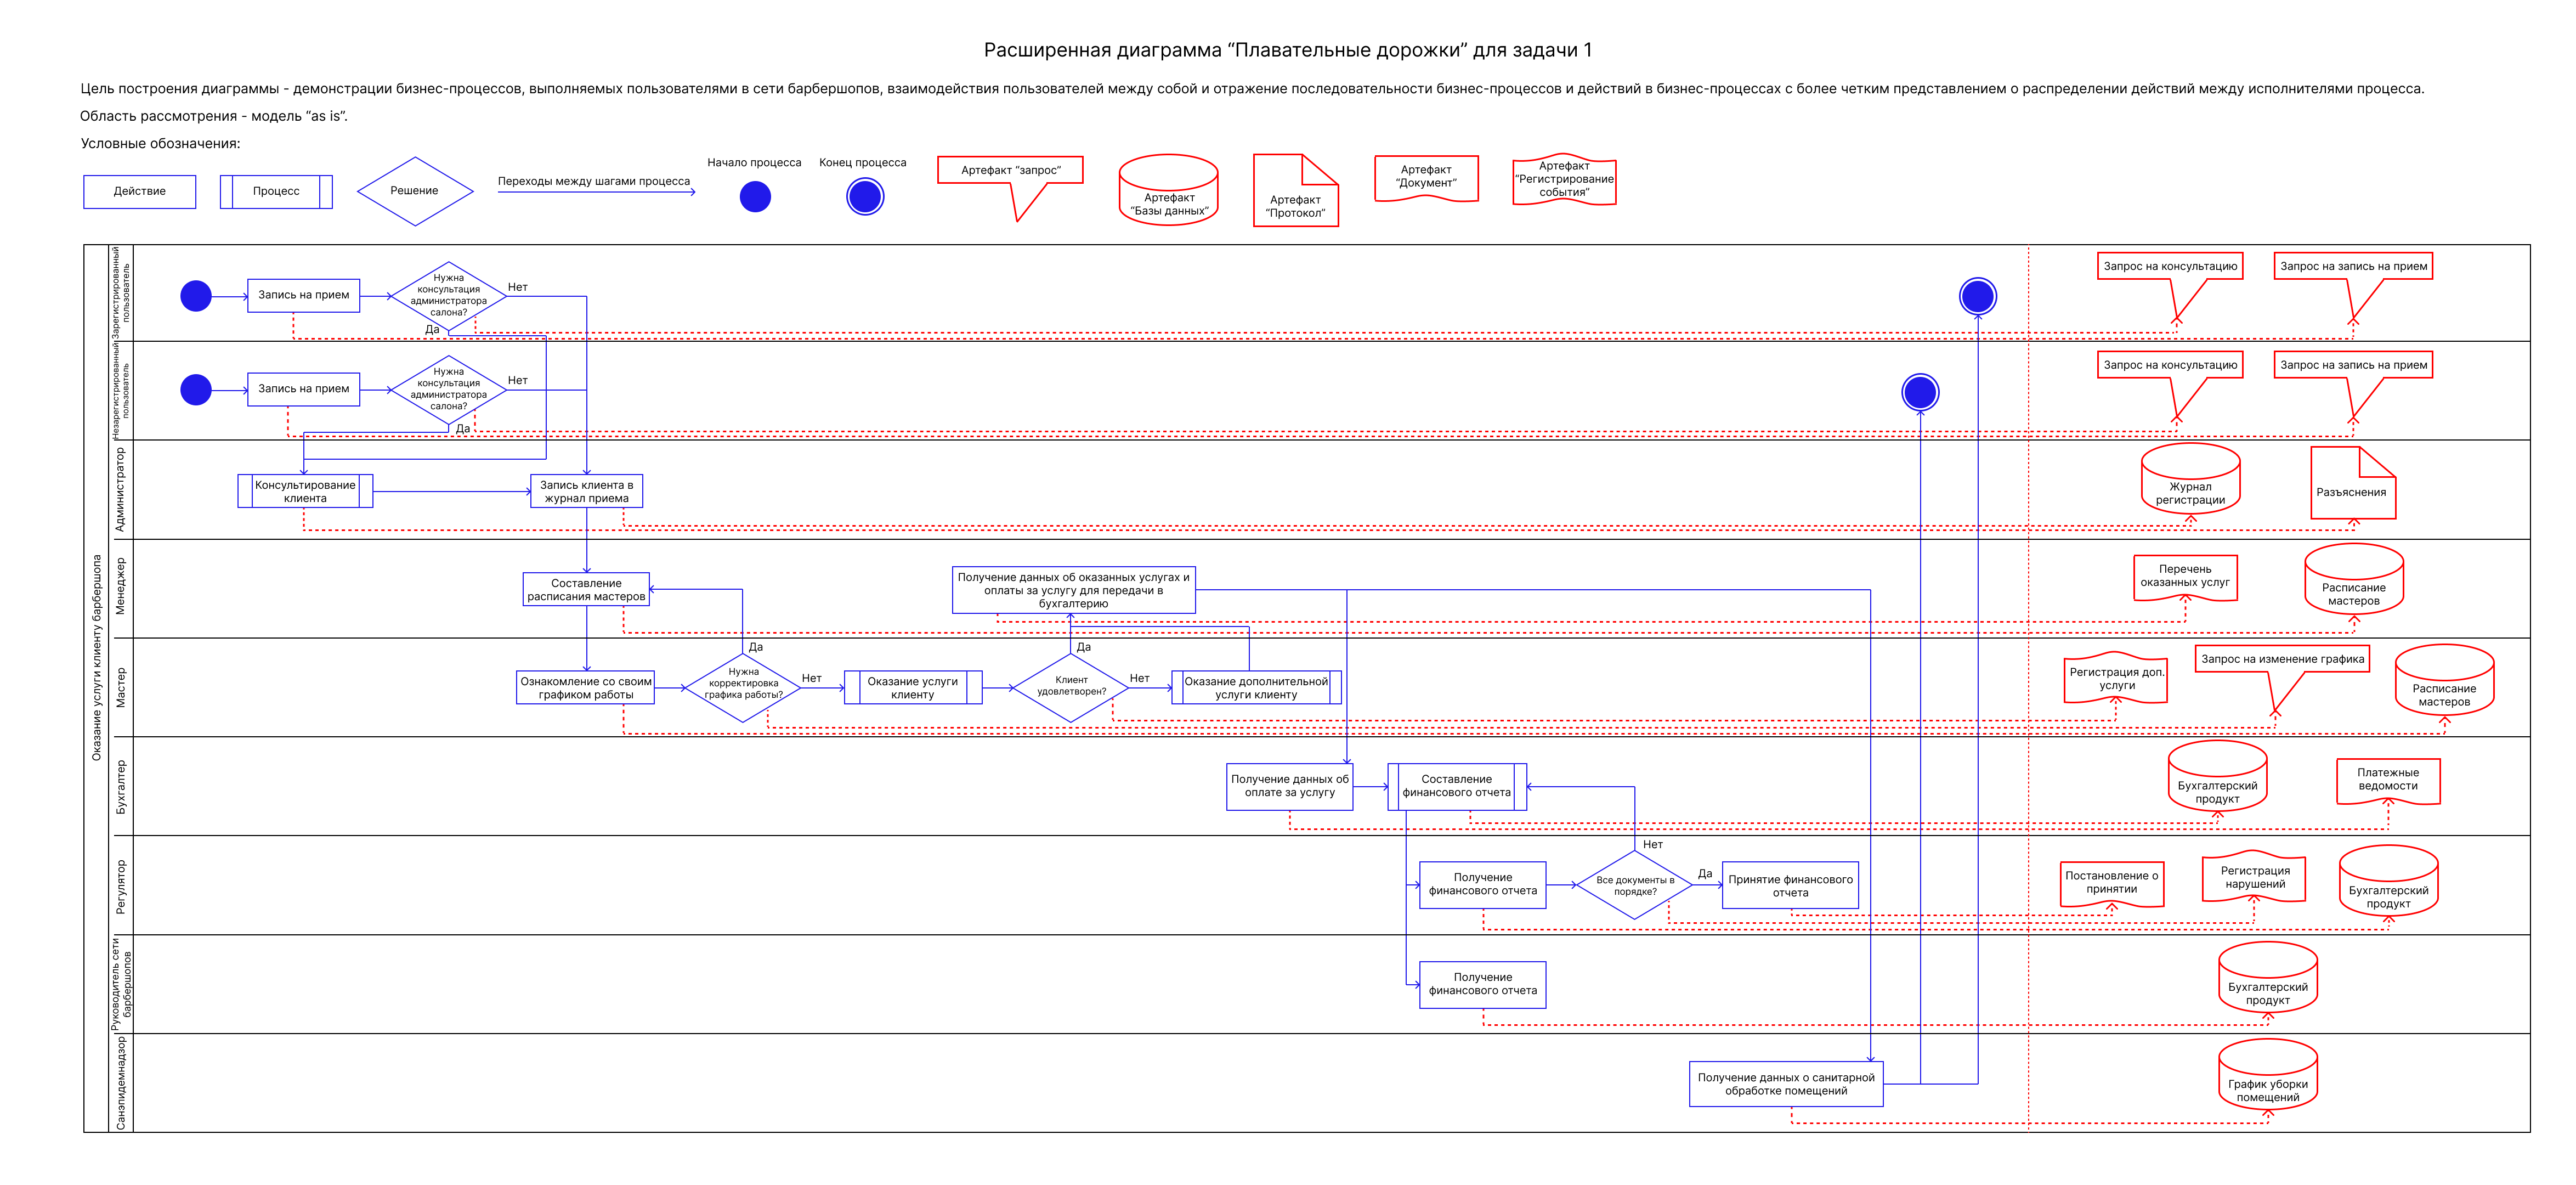 Расширенная диаграмма “Плавательные дорожки” для задачи 1
Цель построения диаграммы - демонстрации бизнес-процессов, выполняемых пользователями в сети барбершопов, взаимодействия пользователей между собой и отражение последовательности бизнес-процессов и действий в бизнес-процессах с более четким представлением о распределении действий между исполнителями процесса.
Область рассмотрения - модель “as is”.
Условные обозначения:
Действие
Процесс
Решение
Переходы между шагами процесса
Начало процесса
Конец процесса
Артефакт “запрос”
Артефакт
“Базы данных”
Артефакт
“Протокол”
Артефакт
“Документ”
Артефакт
“Регистрирование
события”
Оказание услуги клиенту барбершопа
Зарегистрированный
пользователь
Запись на прием
Нужна
консультация
администратора
салона?
Нет
Да
Запрос на консультацию
Запрос на запись на прием
Незарегистрированный
пользователь
Запись на прием
Нужна
консультация
администратора
салона?
Нет
Да
Запрос на консультацию
Запрос на запись на прием
Администратор
Консультирование
клиента
Запись клиента в
журнал приема
Журнал
регистрации
Разъяснения
Менеджер
Составление
расписания мастеров
Получение данных об оказанных услугах и
оплаты за услугу для передачи в
бухгалтерию
Перечень
оказанных услуг
Расписание
мастеров
Мастер
Ознакомление со своим
графиком работы
Нужна
корректировка
графика работы?
Да
Нет
Оказание услуги
клиенту
Клиент
удовлетворен?
Да
Нет
Оказание дополнительной
услуги клиенту
Регистрация доп.
услуги
Запрос на изменение графика
Расписание
мастеров
Бухгалтер
Получение данных об
оплате за услугу
Составление
финансового отчета
Бухгалтерский
продукт
Платежные
ведомости
Регулятор
Получение
финансового отчета
Все документы в
порядке?
Нет
Да
Принятие финансового
отчета
Постановление о
принятии
Регистрация
нарушений
Бухгалтерский
продукт
Руководитель сети
барбершопов
Получение
финансового отчета
Бухгалтерский
продукт
Санэпидемнадзор
Получение данных о санитарной
обработке помещений
График уборки
помещений